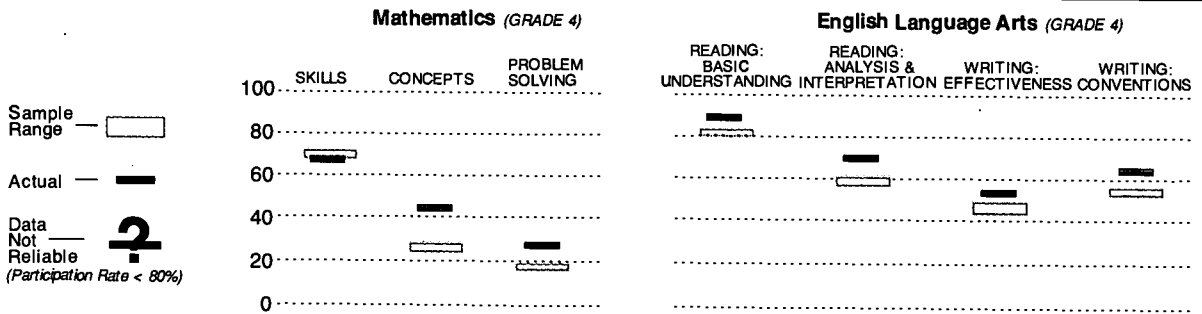 Mathematics (GRADE 4)
English Language Arts (GRADE 4)
SKILLS
CONCEPTS
PROBLEM
SOLVING
READING:
BASIC
UNDERSTANDING
READING:
ANALYSIS &
INTERPRETATION
WRITING:
EFFECTIVENESS
WRITING:
CONVENTIONS
100
80
60
40
20
0
Sample
Range
Actual
Data
Not
Reliable
?
(Participation Rate < 80%)